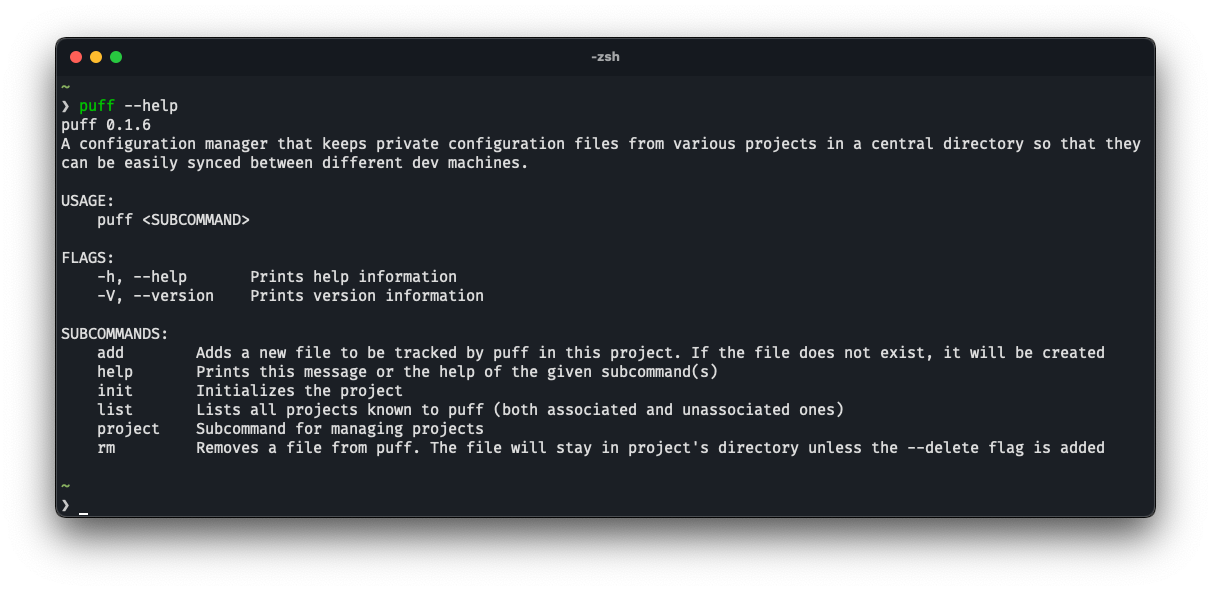 -zsh
~
❯ puff --help
puff 0.1.6
A configuration manager that keeps private configuration files from various projects in a central directory so that they
can be easily synced between different dev machines.

USAGE:
    puff <SUBCOMMAND>

FLAGS:
    -h, --help       Prints help information
    -V, --version    Prints version information

SUBCOMMANDS:
    add        Adds a new file to be tracked by puff in this project. If the file does not exist, it will be created
    help       Prints this message or the help of the given subcommand(s)
    init       Initializes the project
    list       Lists all projects known to puff (both associated and unassociated ones)
    project    Subcommand for managing projects
    rm         Removes a file from puff. The file will stay in project's directory unless the --delete flag is added

~
❯ _